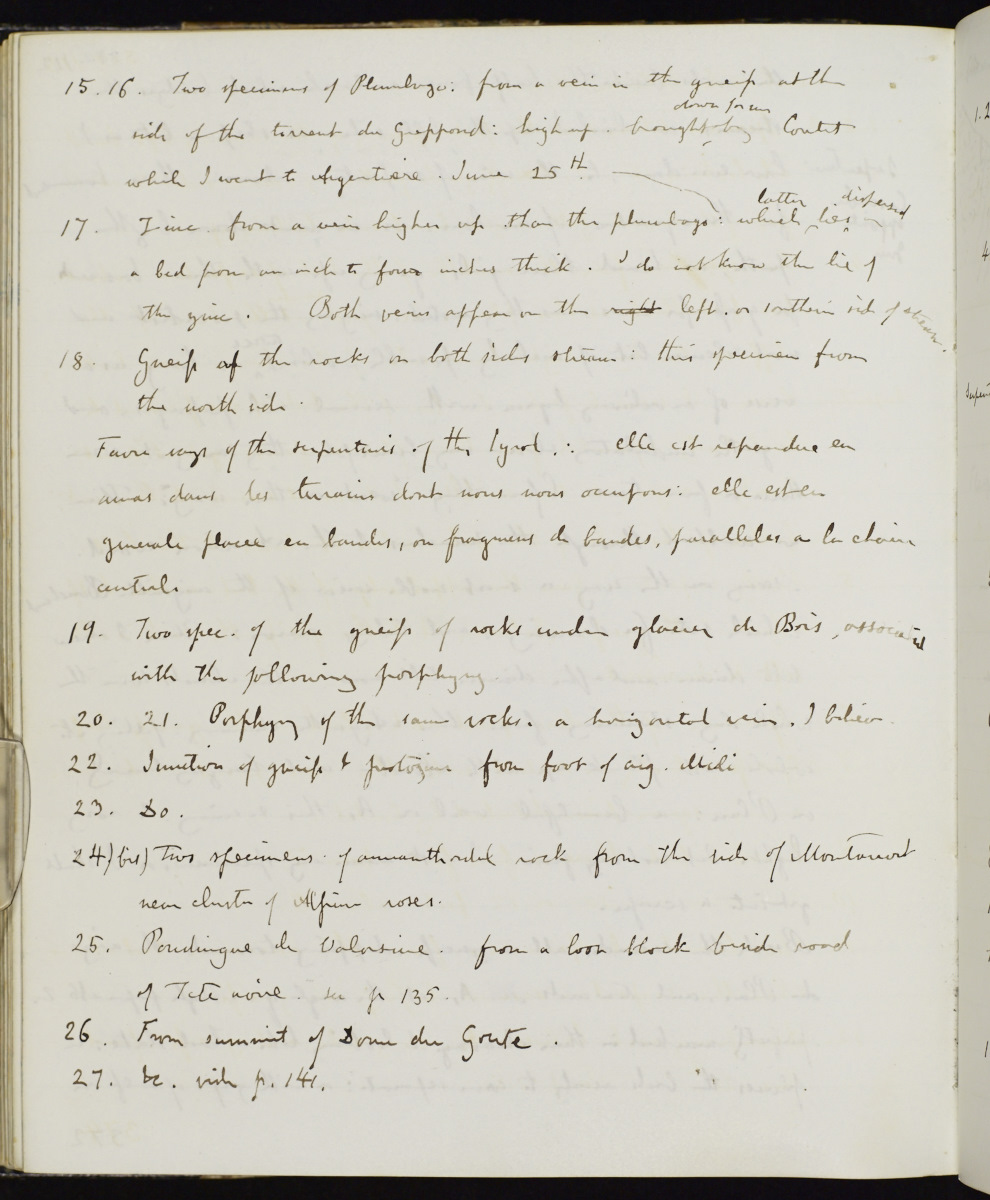 15. 16. Two specimens of Plumbago: from a vein in the gneiss at the
side of the torrent du Greppond: high up. brought down for me by Coutet
while I went to Argentiere. June 25th.
17. Zinc. from a vein higher up than the plumbago: which latter lies dispersed in
a bed from an inch to four inches thick. I do not know the lie of
the zinc. Both veins appear on the right left. or southern side of stream.
18. Gneiss of the rocks on both sides stream: this specimen from
the north side.
Favre says of the serpentines of the Tyrol.: elle est repandue en
amas dans les terrains dont nous nous occupons: elle est en
generale placee en bandes, ou fragmens de bandes, paralleles a la chaine
centrale
19. Two spec. of the gneiss of rocks under glacier de Bois, associated
with the following porphyry.
20. 21. Porphyry of the same rocks. a horizontal vein, I believe.
22. Junction of gneiss & protogine from foot of aig. Midi
23. Do.
24) (bis) Two specimens of amianthoidal rock from the side of Montanvert
near cluster of Alpine roses.
25. Poudingue de Valorsine. from a loose block beside road
of Tete noire. see p 135.
26. From summit of Dome du Goute.
27. &c. vide p. 141.